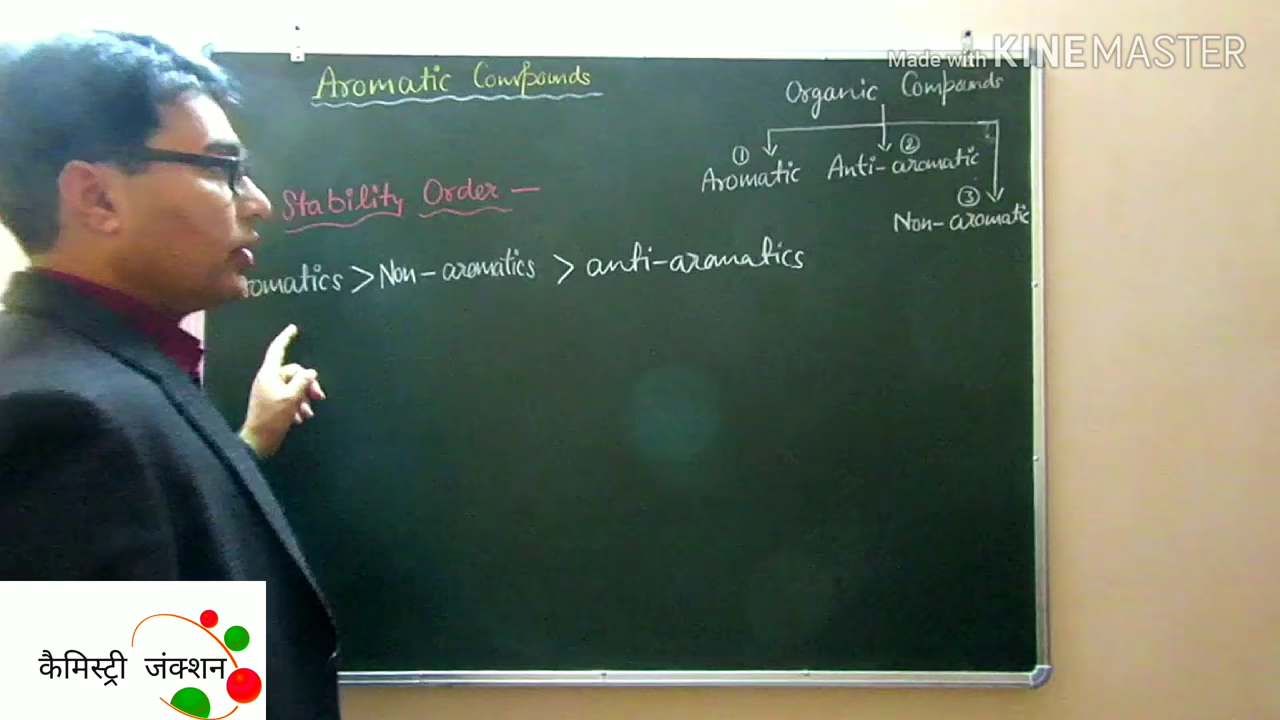 Made with KINEMASTER
Aromatic Compounds
Organic Compounds
① ②
Aromatic Anti-aromatic
③
Non-aromatic
Stability Order —
romatics > Non-aromatics > anti-aromatics
कैमिस्ट्री जंक्शन